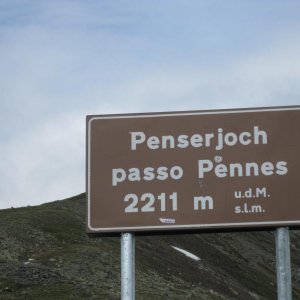 Penserjoch
passo Pennes
2211 m u.d.M.
s.l.m.